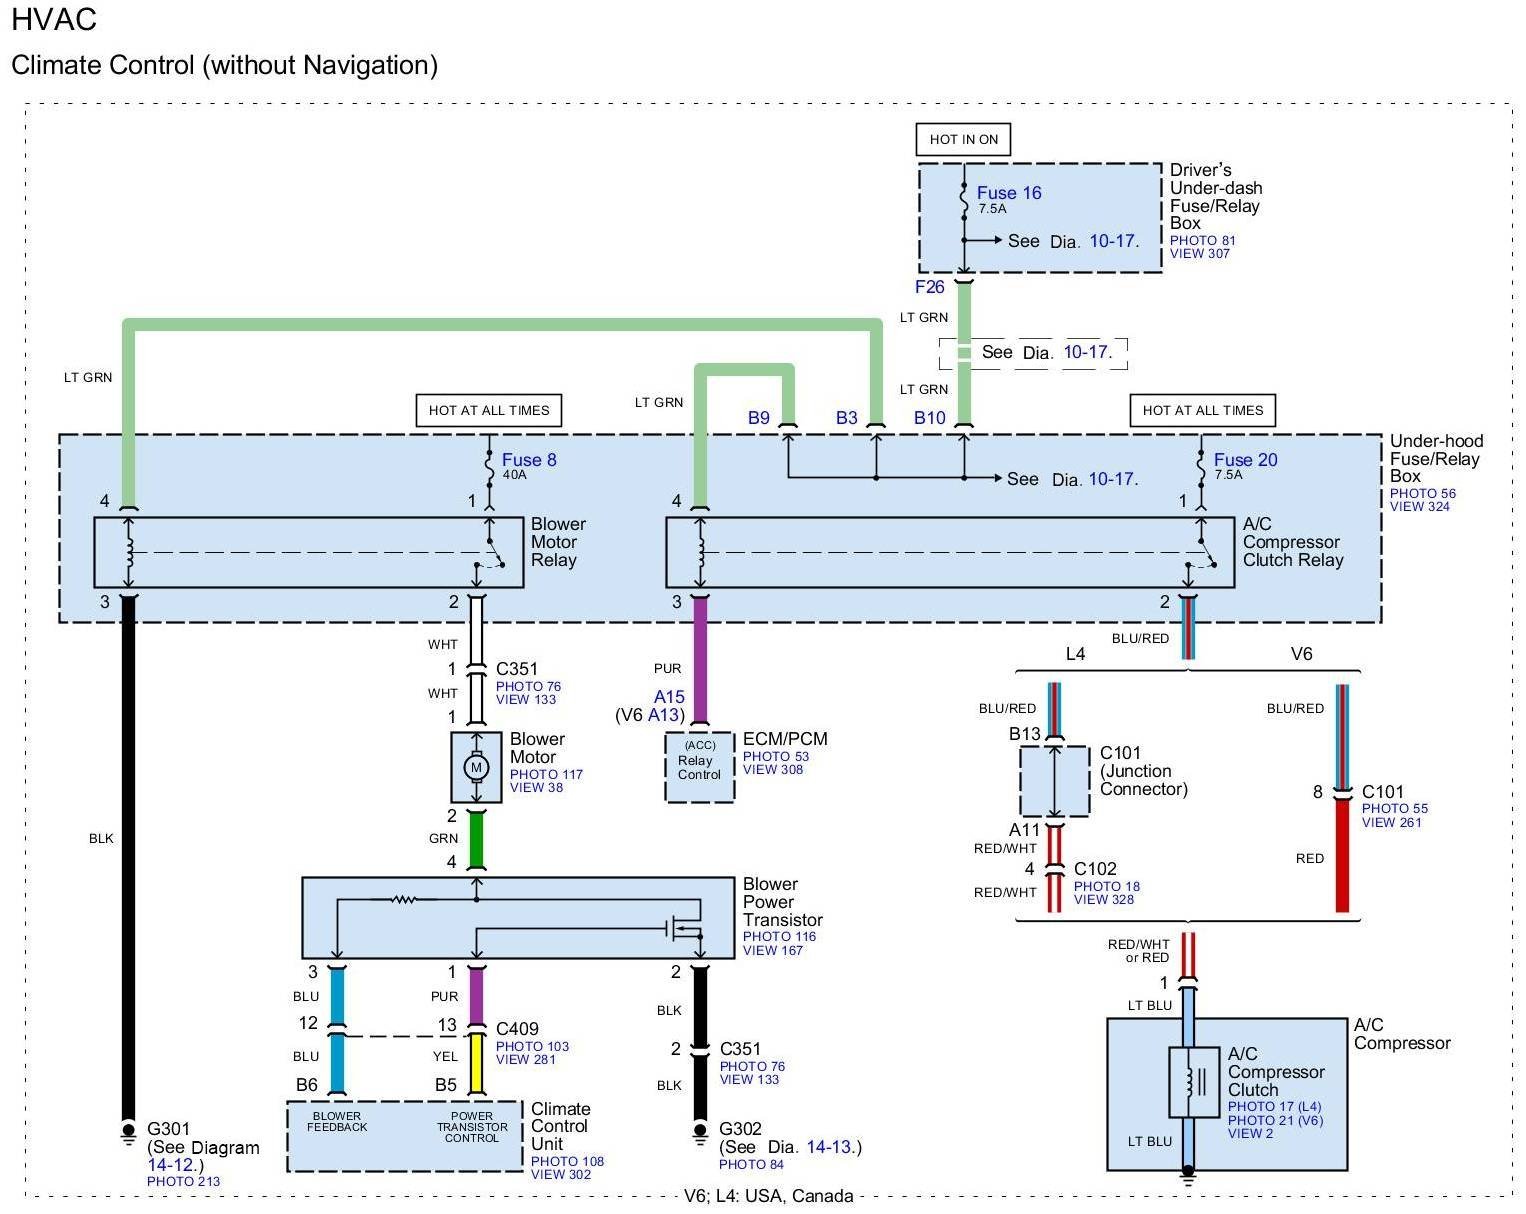 HVAC
Climate Control (without Navigation)
HOT IN ON
Fuse 16
7.5A
See Dia. 10-17.
Driver's
Under-dash
Fuse/Relay
Box
PHOTO 81
VIEW 307
F26
LT GRN
See Dia. 10-17.
LT GRN
LT GRN
LT GRN
HOT AT ALL TIMES
B9
B3
B10
HOT AT ALL TIMES
Fuse 8
40A
See Dia. 10-17.
Fuse 20
7.5A
Under-hood
Fuse/Relay
Box
PHOTO 56
VIEW 324
4
1
4
1
Blower
Motor
Relay
A/C
Compressor
Clutch Relay
3
2
3
2
WHT
1
C351
PHOTO 76
VIEW 133
WHT
1
Blower
Motor
PHOTO 117
VIEW 38
M
2
GRN
4
PUR
A15
(V6 A13)
(ACC)
Relay
Control
ECM/PCM
PHOTO 53
VIEW 308
BLU/RED
L4
V6
BLU/RED
B13
C101
(Junction
Connector)
A11
RED/WHT
4
C102
PHOTO 18
VIEW 328
RED/WHT
BLU/RED
8
C101
PHOTO 55
VIEW 261
RED
BLK
Blower
Power
Transistor
PHOTO 116
VIEW 167
3
1
2
BLU
PUR
BLK
12
13
C409
PHOTO 103
VIEW 281
2
C351
PHOTO 76
VIEW 133
BLU
YEL
BLK
B6
B5
BLOWER
FEEDBACK
POWER
TRANSISTOR
CONTROL
Climate
Control
Unit
PHOTO 108
VIEW 302
G301
(See Diagram
14-12.)
PHOTO 213
G302
(See Dia. 14-13.)
PHOTO 84
RED/WHT
or RED
1
LT BLU
A/C
Compressor
A/C
Compressor
Clutch
PHOTO 17 (L4)
PHOTO 21 (V6)
VIEW 2
LT BLU
V6; L4: USA, Canada